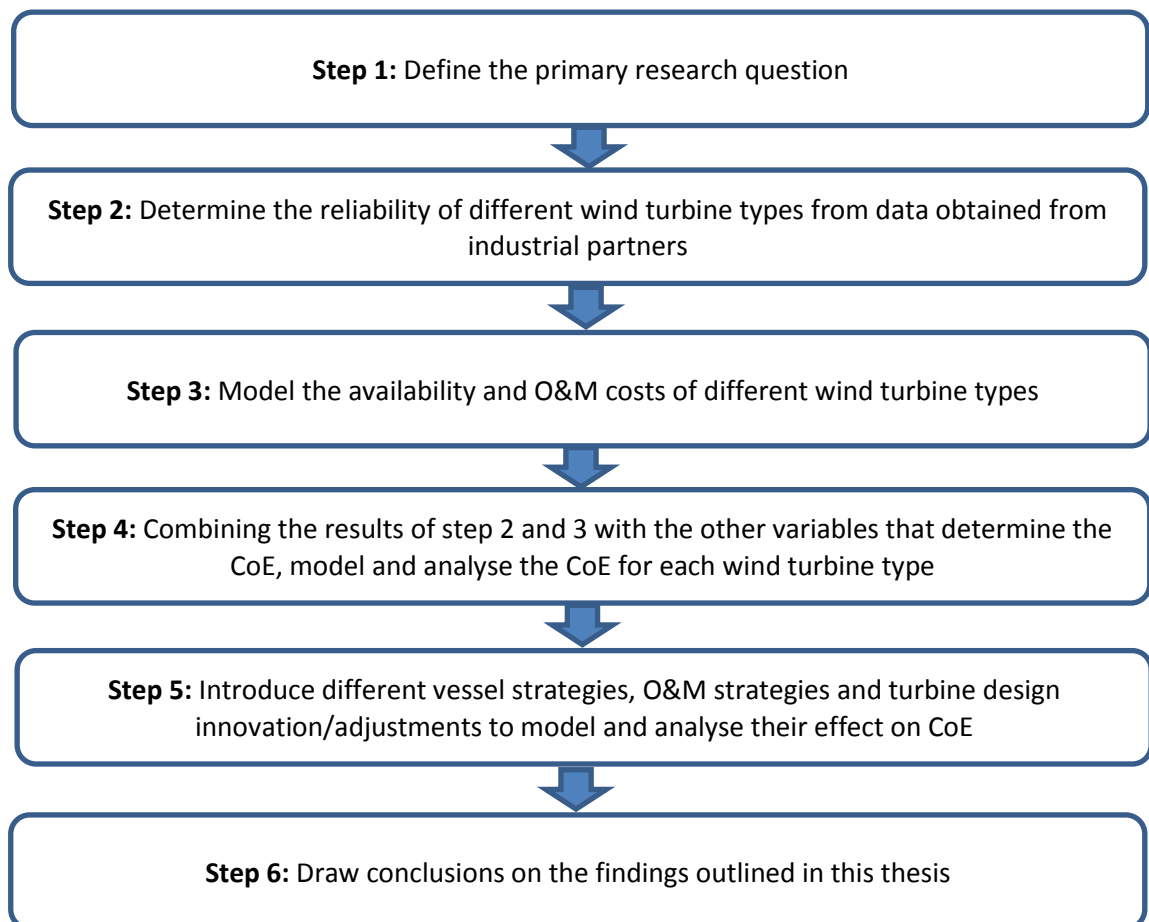 Step 1: Define the primary research question
Step 2: Determine the reliability of different wind turbine types from data obtained from
industrial partners
Step 3: Model the availability and O&M costs of different wind turbine types
Step 4: Combining the results of step 2 and 3 with the other variables that determine the
CoE, model and analyse the CoE for each wind turbine type
Step 5: Introduce different vessel strategies, O&M strategies and turbine design
innovation/adjustments to model and analyse their effect on CoE
Step 6: Draw conclusions on the findings outlined in this thesis